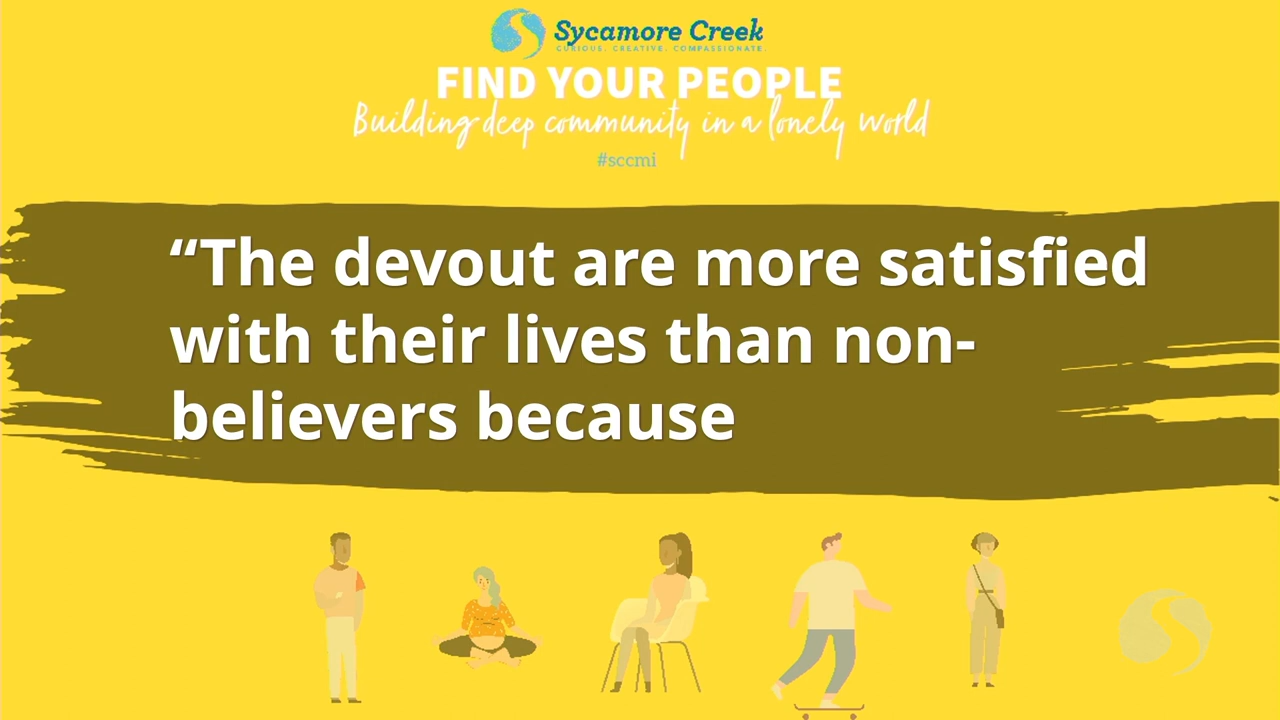 Sycamore Creek
CURIOUS. CREATIVE. COMPASSIONATE.
FIND YOUR PEOPLE
Building deep community in a lonely world
#sccmi
“The devout are more satisfied
with their lives than non-
believers because